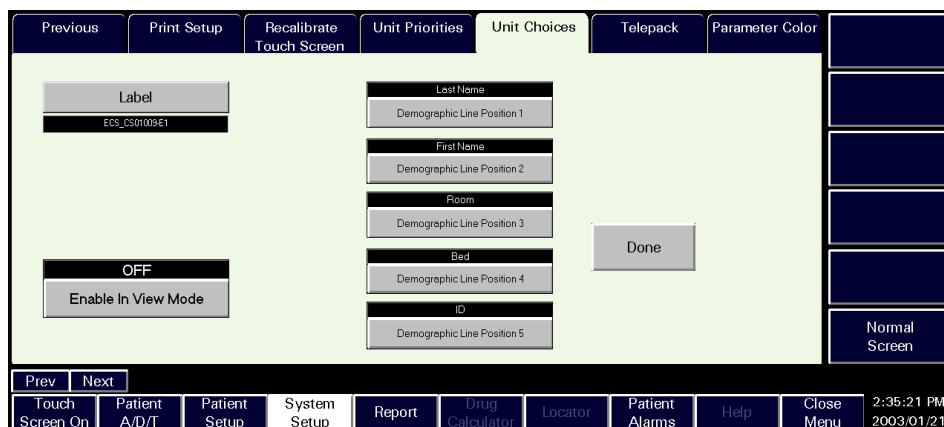 Previous
Print Setup
Recalibrate
Touch Screen
Unit Priorities
Unit Choices
Telepack
Parameter Color
Label
ECS_CS01009-E1
OFF
Enable In View Mode
Last Name
Demographic Line Position 1
First Name
Demographic Line Position 2
Room
Demographic Line Position 3
Bed
Demographic Line Position 4
ID
Demographic Line Position 5
Done
Normal
Screen
Prev
Next
Touch
Screen On
Patient
A/D/T
Patient
Setup
System
Setup
Report
Drug
Calculator
Locator
Patient
Alarms
Help
Close
Menu
2:35:21 PM
2003/01/21